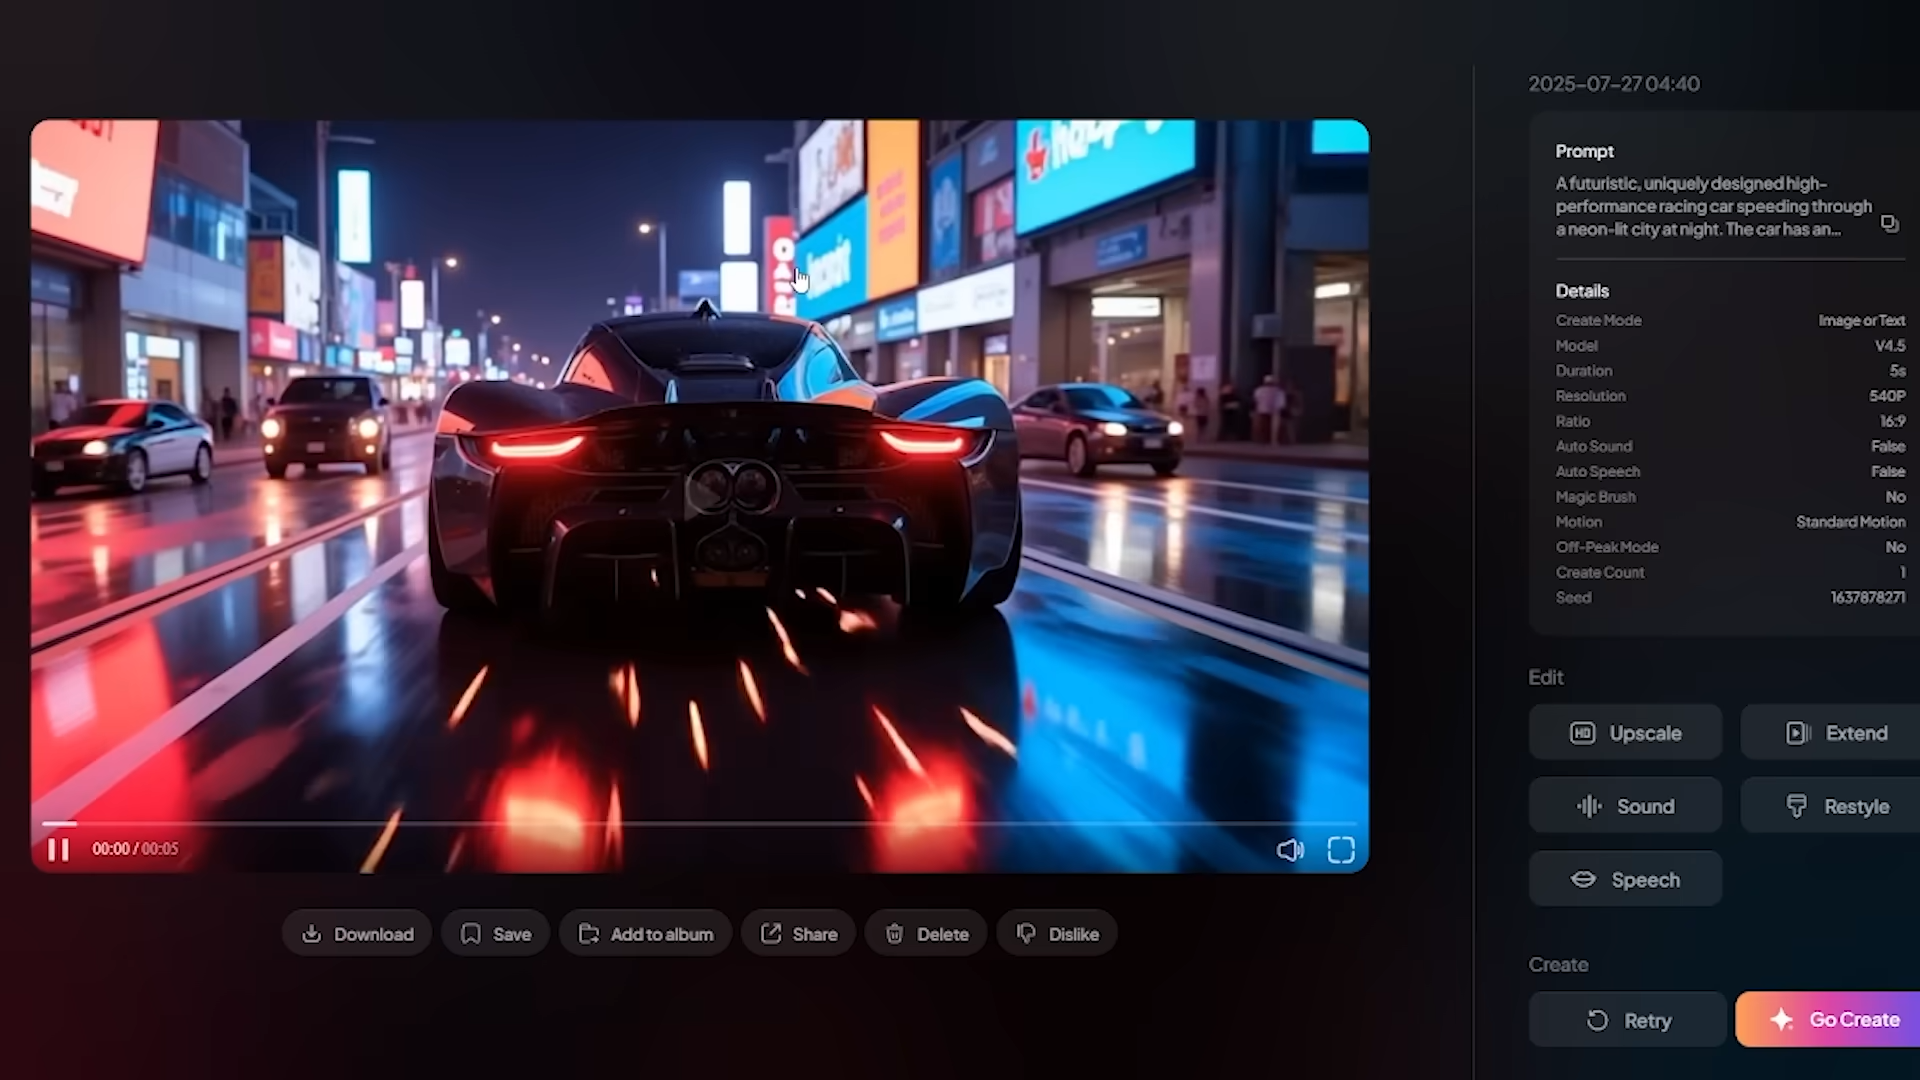 2025-07-27 04:40
Prompt
A futuristic, uniquely designed high-
performance racing car speeding through
a neon-lit city at night. The car has an...
Details
Create Mode Image or Text
Model V4.5
Duration 5s
Resolution 540P
Ratio 16:9
Auto Sound False
Auto Speech False
Magic Brush No
Motion Standard Motion
Off-Peak Mode No
Create Count 1
Seed 1637878271
Edit
HD Upscale
Extend
Sound
Restyle
Speech
Create
Retry
Go Create
00:00 / 00:05
Download
Save
Add to album
Share
Delete
Dislike